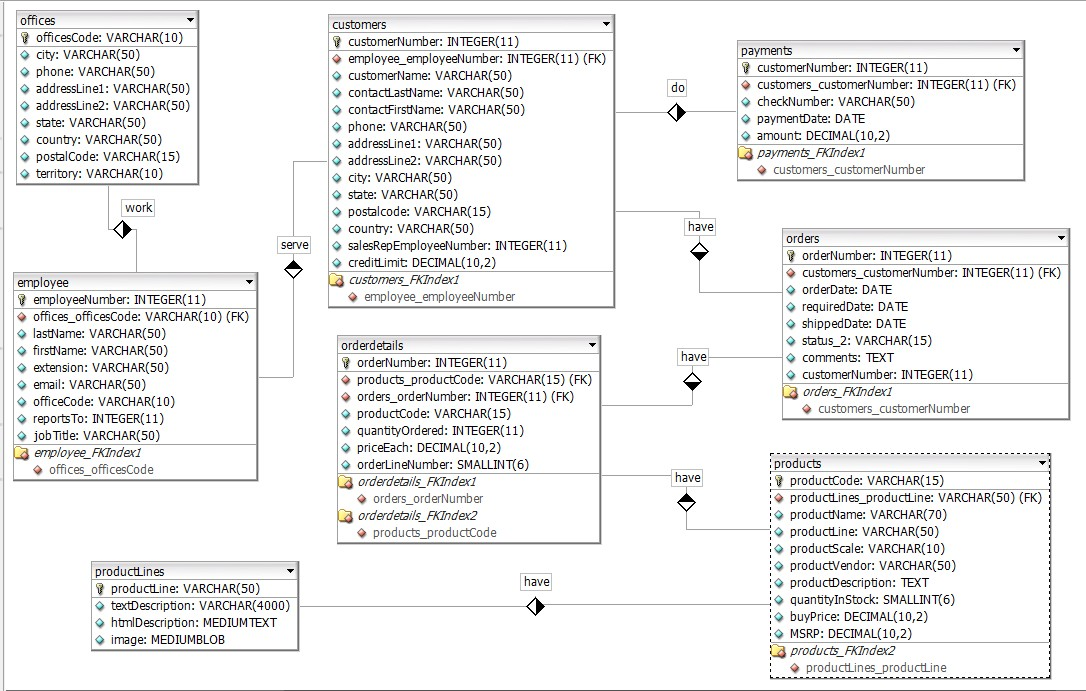 offices
officesCode: VARCHAR(10)
city: VARCHAR(50)
phone: VARCHAR(50)
addressLine1: VARCHAR(50)
addressLine2: VARCHAR(50)
state: VARCHAR(50)
country: VARCHAR(50)
postalCode: VARCHAR(15)
territory: VARCHAR(10)
work
employee
employeeNumber: INTEGER(11)
offices_officesCode: VARCHAR(10) (FK)
lastName: VARCHAR(50)
firstName: VARCHAR(50)
extension: VARCHAR(50)
email: VARCHAR(50)
officeCode: VARCHAR(10)
reportsTo: INTEGER(11)
jobTitle: VARCHAR(50)
employee_FKIndex1
offices_officesCode
serve
customers
customerNumber: INTEGER(11)
employee_employeeNumber: INTEGER(11) (FK)
customerName: VARCHAR(50)
contactLastName: VARCHAR(50)
contactFirstName: VARCHAR(50)
phone: VARCHAR(50)
addressLine1: VARCHAR(50)
addressLine2: VARCHAR(50)
city: VARCHAR(50)
state: VARCHAR(50)
postalcode: VARCHAR(15)
country: VARCHAR(50)
salesRepEmployeeNumber: INTEGER(11)
creditLimit: DECIMAL(10,2)
customers_FKIndex1
employee_employeeNumber
do
payments
customerNumber: INTEGER(11)
customers_customerNumber: INTEGER(11) (FK)
checkNumber: VARCHAR(50)
paymentDate: DATE
amount: DECIMAL(10,2)
payments_FKIndex1
customers_customerNumber
have
orders
orderNumber: INTEGER(11)
customers_customerNumber: INTEGER(11) (FK)
orderDate: DATE
requiredDate: DATE
shippedDate: DATE
status_2: VARCHAR(15)
comments: TEXT
customerNumber: INTEGER(11)
orders_FKIndex1
customers_customerNumber
have
orderdetails
orderNumber: INTEGER(11)
products_productCode: VARCHAR(15) (FK)
orders_orderNumber: INTEGER(11) (FK)
productCode: VARCHAR(15)
quantityOrdered: INTEGER(11)
priceEach: DECIMAL(10,2)
orderLineNumber: SMALLINT(6)
orderdetails_FKIndex1
orders_orderNumber
orderdetails_FKIndex2
products_productCode
have
products
productCode: VARCHAR(15)
productLines_productLine: VARCHAR(50) (FK)
productName: VARCHAR(70)
productLine: VARCHAR(50)
productScale: VARCHAR(10)
productVendor: VARCHAR(50)
productDescription: TEXT
quantityInStock: SMALLINT(6)
buyPrice: DECIMAL(10,2)
MSRP: DECIMAL(10,2)
products_FKIndex2
productLines_productLine
productLines
productLine: VARCHAR(50)
textDescription: VARCHAR(4000)
htmlDescription: MEDIUMTEXT
image: MEDIUMBLOB
have